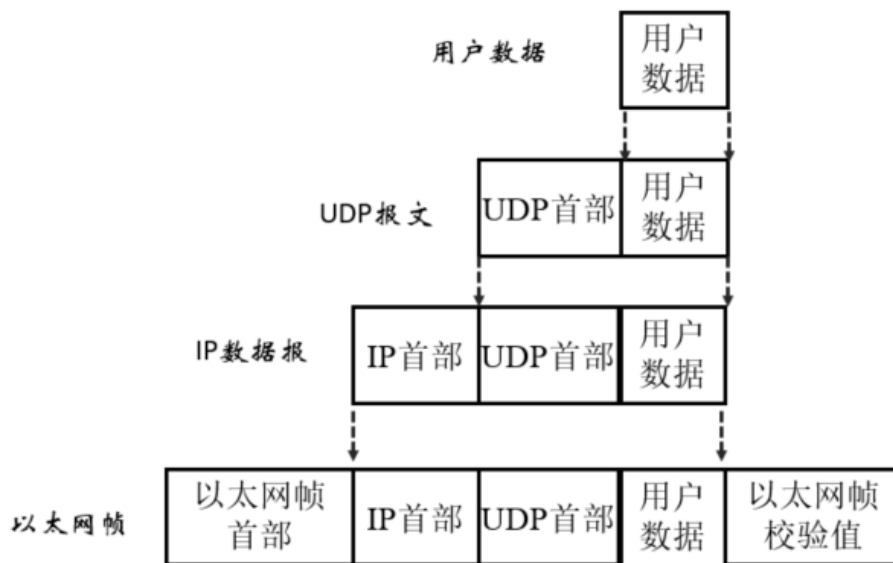 用户数据
用户
数据
UDP报文
UDP首部
用户
数据
IP数据报
IP首部
UDP首部
用户
数据
以太网帧
以太网帧
首部
IP首部
UDP首部
用户
数据
以太网帧
校验值